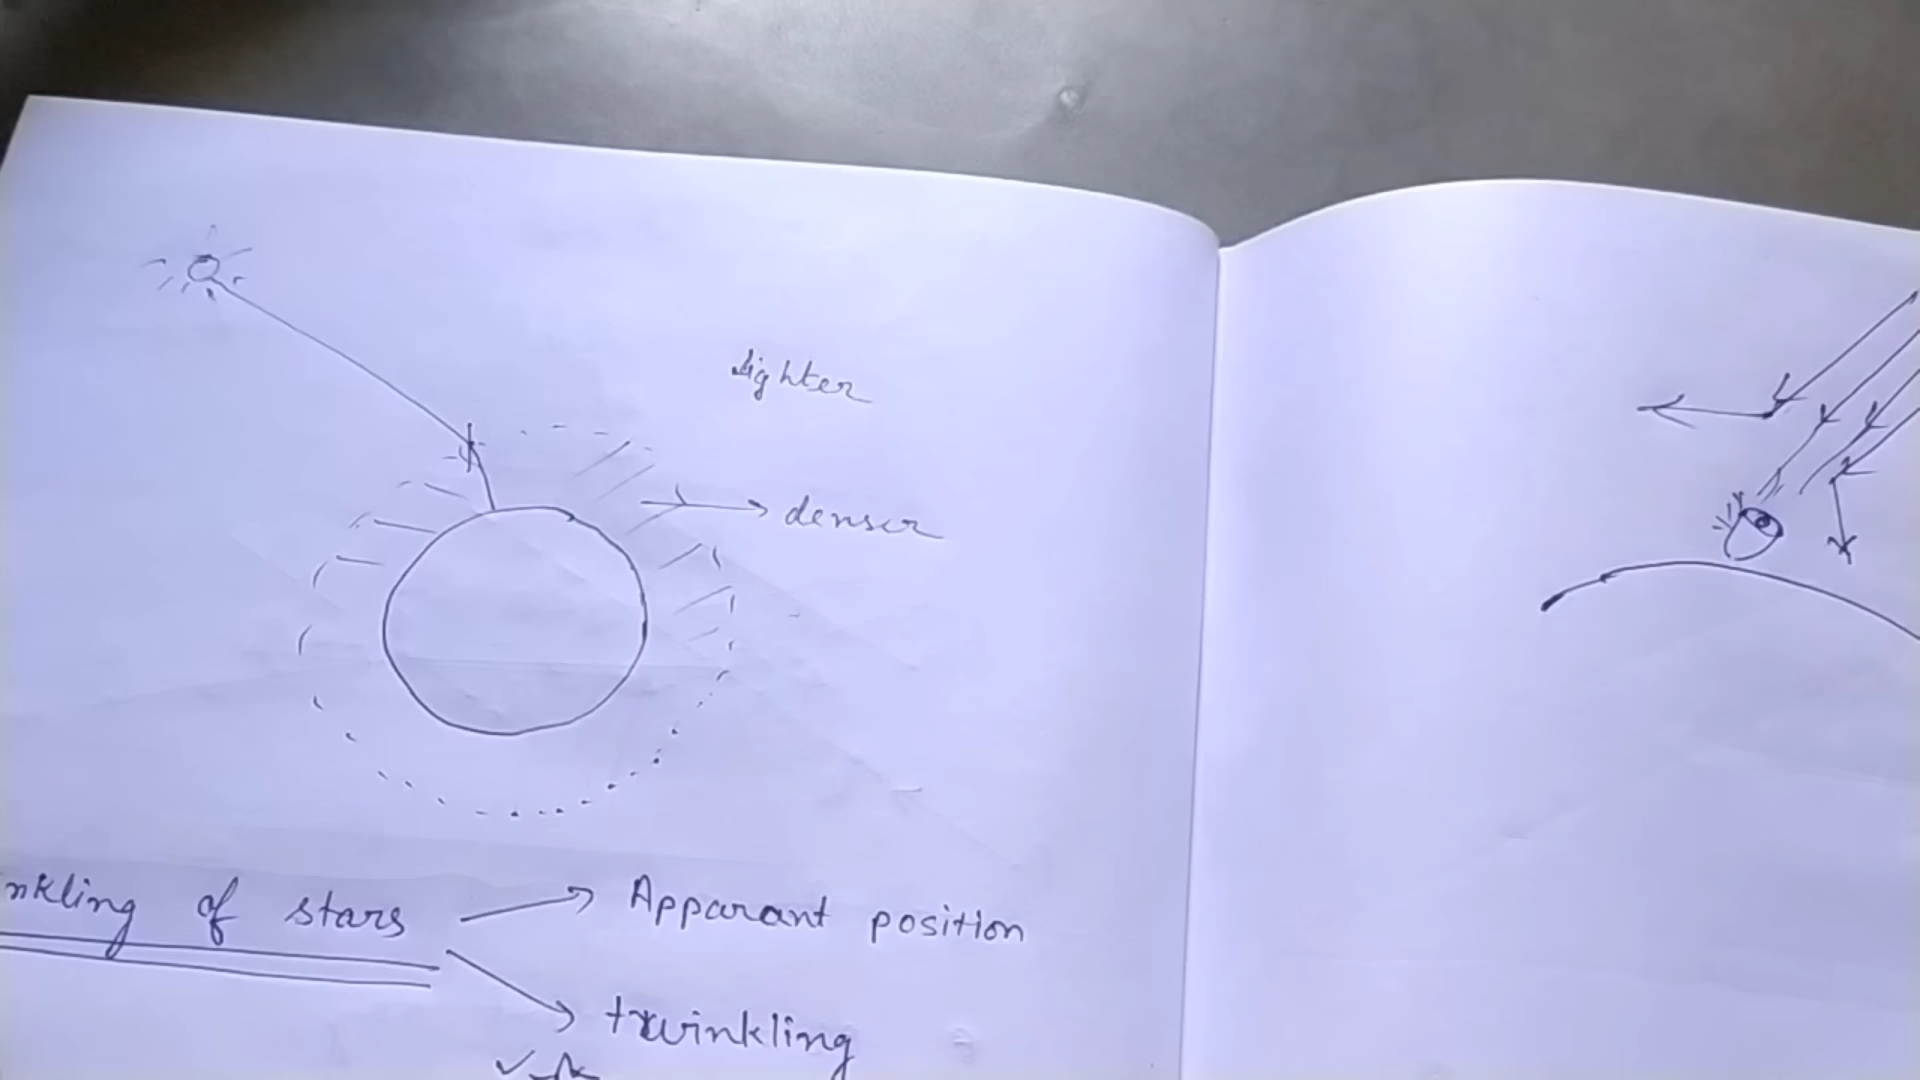 lighter
denser
nkling of stars → Apparant position
→ twinkling